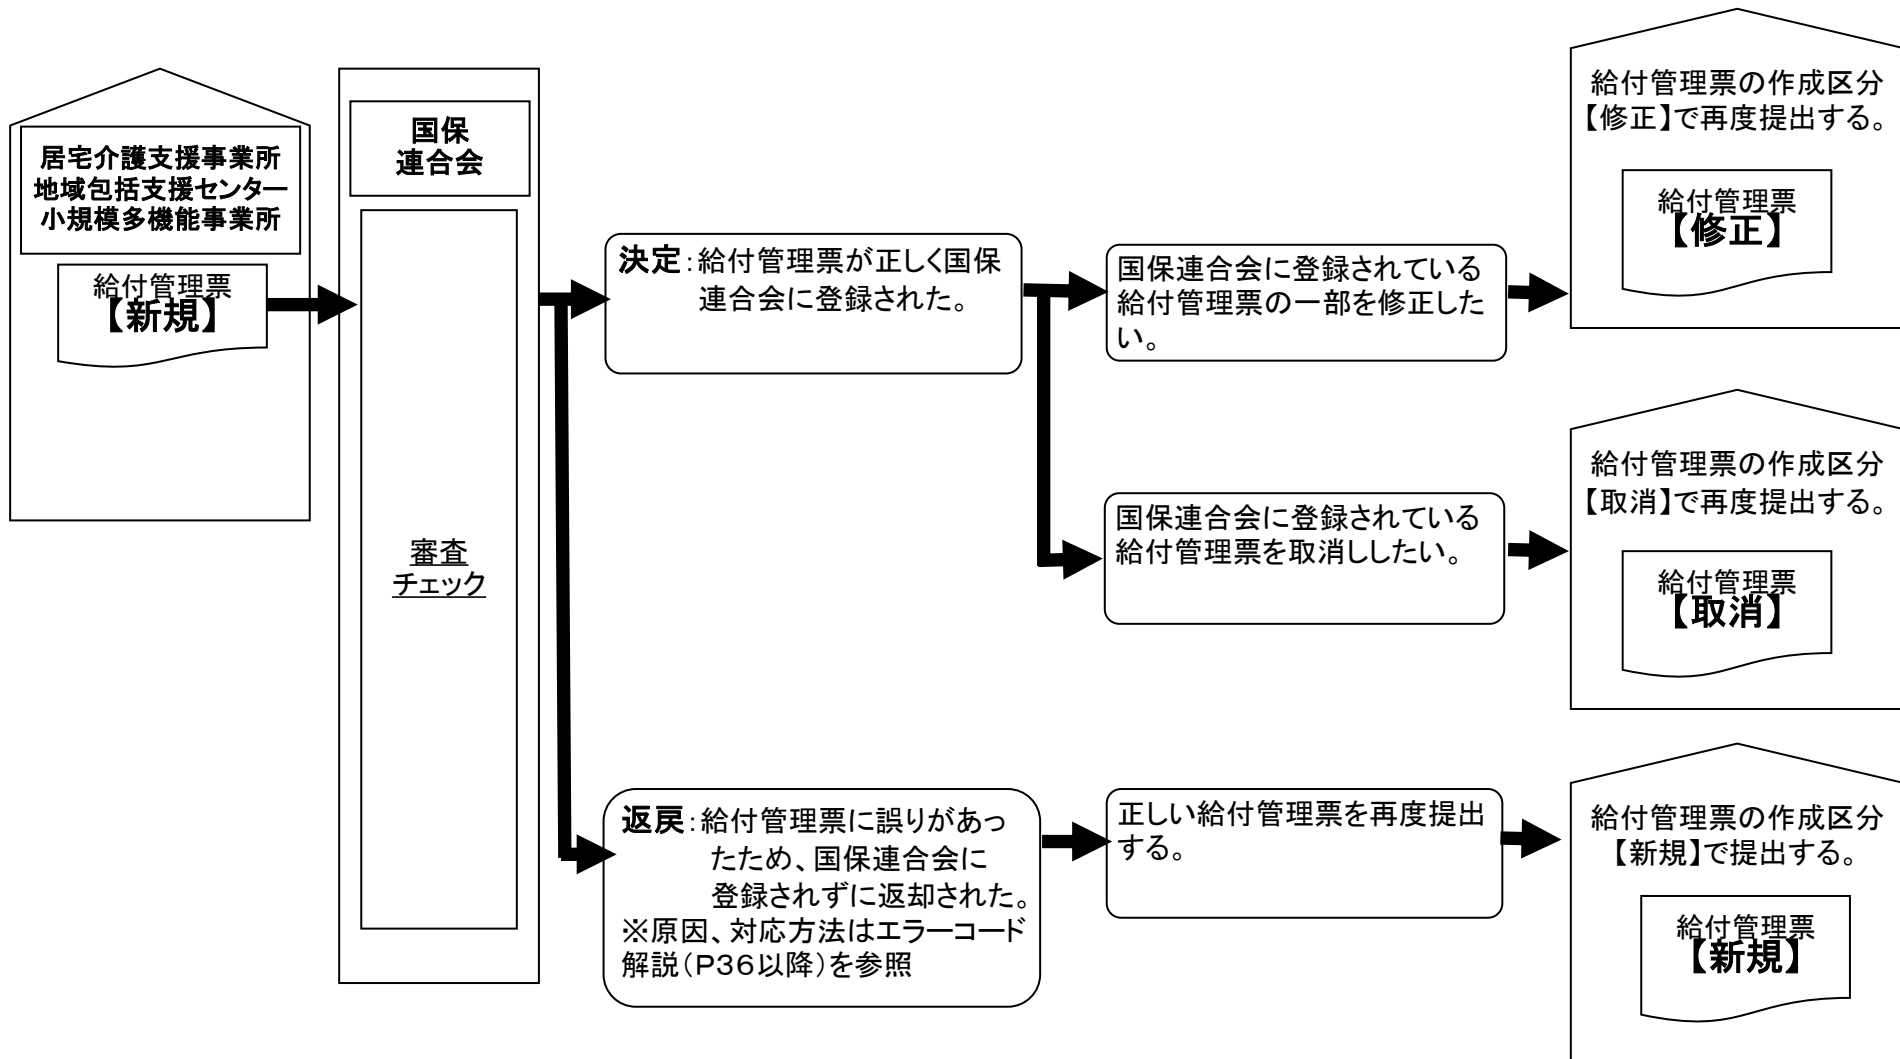 居宅介護支援事業所
地域包括支援センター
小規模多機能事業所
給付管理票
【新規】
国保
連合会
審査
チェック
決定：給付管理票が正しく国保
連合会に登録された。
国保連合会に登録されている
給付管理票の一部を修正した
い。
給付管理票の作成区分
【修正】で再度提出する。
給付管理票
【修正】
国保連合会に登録されている
給付管理票を取消ししたい。
給付管理票の作成区分
【取消】で再度提出する。
給付管理票
【取消】
返戻：給付管理票に誤りがあっ
たため、国保連合会に
登録されずに返却された。
※原因、対応方法はエラーコード
解説（P36以降）を参照
正しい給付管理票を再度提出
する。
給付管理票の作成区分
【新規】で提出する。
給付管理票
【新規】